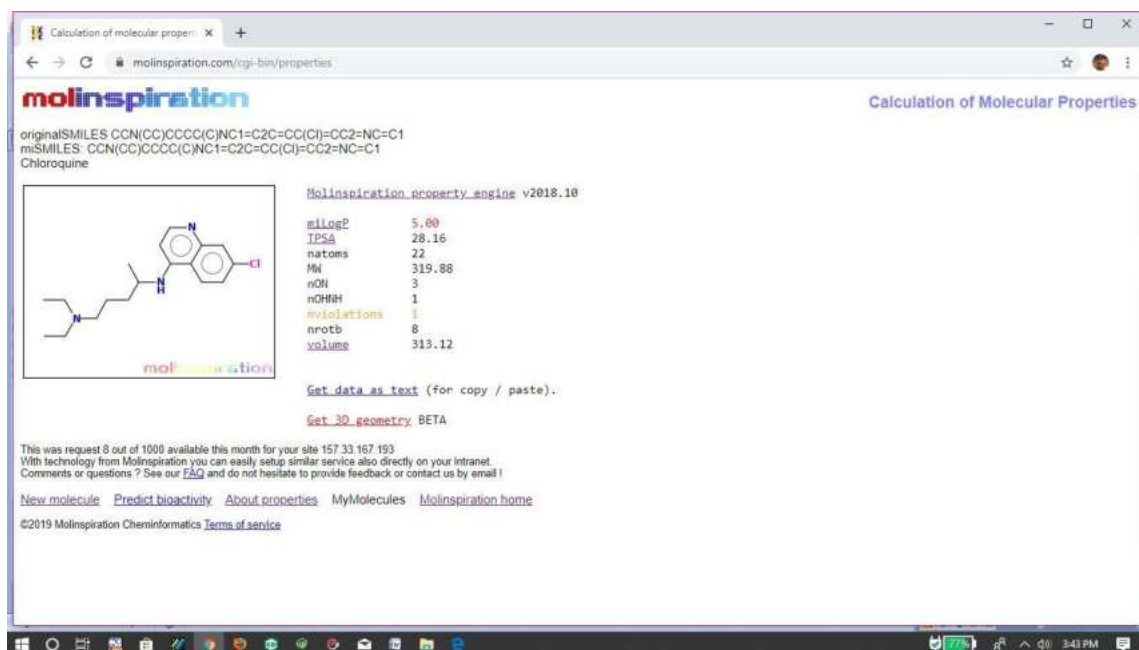 Calculation of molecular propert
molinspiration.com/cgi-bin/properties
molinspiration
Calculation of Molecular Properties
originalSMILES CCN(CC)CCCC(C)NC1=C2C=CC(Cl)=CC2=NC=C1
miSMILES: CCN(CC)CCCC(C)NC1=C2C=CC(Cl)=CC2=NC=C1
Chloroquine
Molinspiration property engine v2018.10
miLogP 5.00
TPSA 28.16
natoms 22
MW 319.88
nON 3
nOHNH 1
nviolations 1
nrotb 8
volume 313.12
N
Cl
N
H
N
molinspiration
Get data as text (for copy / paste).
Get 3D geometry BETA
This was request 8 out of 1000 available this month for your site 157.33.167.193
With technology from Molinspiration you can easily setup similar service also directly on your intranet.
Comments or questions ? See our FAQ and do not hesitate to provide feedback or contact us by email !
New molecule Predict bioactivity About properties MyMolecules Molinspiration home
©2019 Molinspiration Cheminformatics Terms of service
77% 3:43 PM